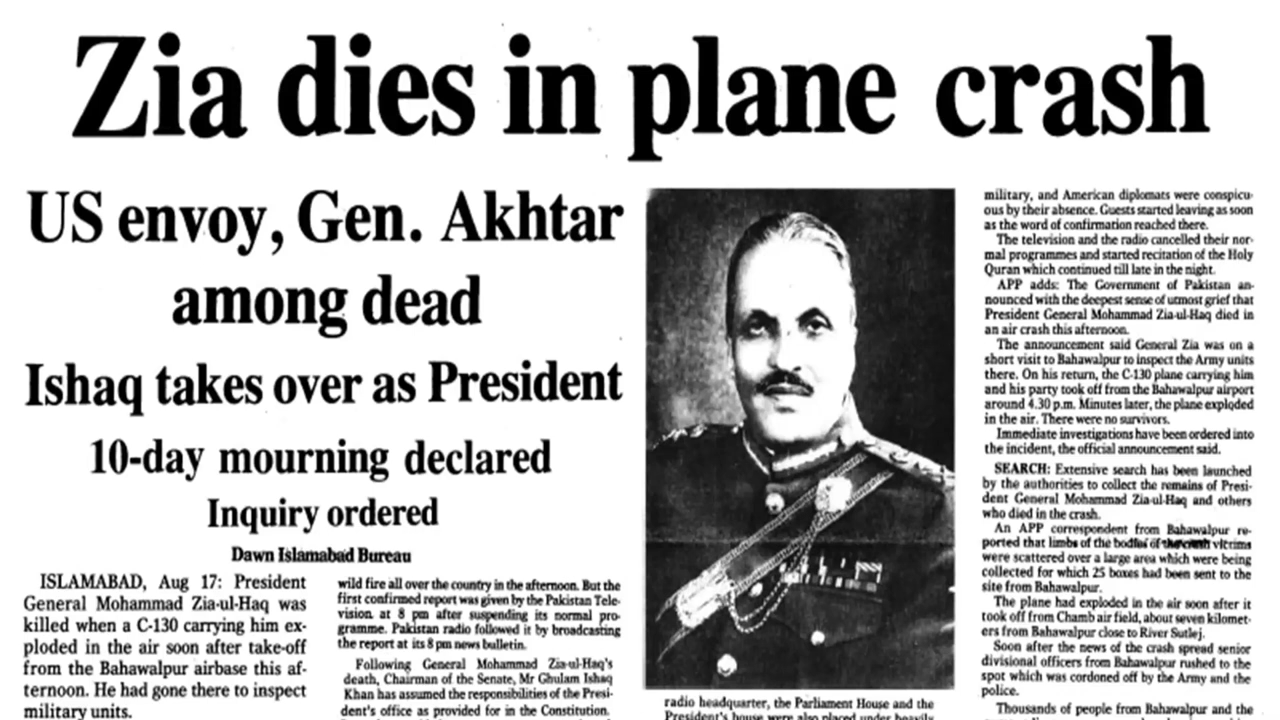 Zia dies in plane crash
US envoy, Gen. Akhtar
among dead
Ishaq takes over as President
10-day mourning declared
Inquiry ordered
Dawn Islamabad Bureau
ISLAMABAD, Aug 17: President
General Mohammad Zia-ul-Haq was
killed when a C-130 carrying him ex-
ploded in the air soon after take-off
from the Bahawalpur airbase this af-
ternoon. He had gone there to inspect
military units.
wild fire all over the country in the afternoon. But the
first confirmed report was given by the Pakistan Tele-
vision at 8 pm after suspending its normal pro-
gramme. Pakistan radio followed it by broadcasting
the report at its 8 pm news bulletin.
Following General Mohammad Zia-ul-Haq's
death, Chairman of the Senate, Mr Ghulam Ishaq
Khan has assumed the responsibilities of the Presi-
dent's office as provided for in the Constitution.
radio headquarter, the Parliament House and the
President's house were also placed under heavily
military, and American diplomats were conspicu-
ous by their absence. Guests started leaving as soon
as the word of confirmation reached there.
The television and the radio cancelled their nor-
mal programmes and started recitation of the Holy
Quran which continued till late in the night.
APP adds: The Government of Pakistan an-
nounced with the deepest sense of utmost grief that
President General Mohammad Zia-ul-Haq died in
an air crash this afternoon.
The announcement said General Zia was on a
short visit to Bahawalpur to inspect the Army units
there. On his return, the C-130 plane carrying him
and his party took off from the Bahawalpur airport
around 4.30 p.m. Minutes later, the plane exploded
in the air. There were no survivors.
Immediate investigations have been ordered into
the incident, the official announcement said.
SEARCH: Extensive search has been launched
by the authorities to collect the remains of Presi-
dent General Mohammad Zia-ul-Haq and others
who died in the crash.
An APP correspondent from Bahawalpur re-
ported that limbs of the bodies of the crash victims
were scattered over a large area which were being
collected for which 25 boxes had been sent to the
site from Bahawalpur.
The plane had exploded in the air soon after it
took off from Chamb air field, about seven kilomet-
ers from Bahawalpur close to River Sutlej.
Soon after the news of the crash spread senior
divisional officers from Bahawalpur rushed to the
spot which was cordoned off by the Army and the
police.
Thousands of people from Bahawalpur and the